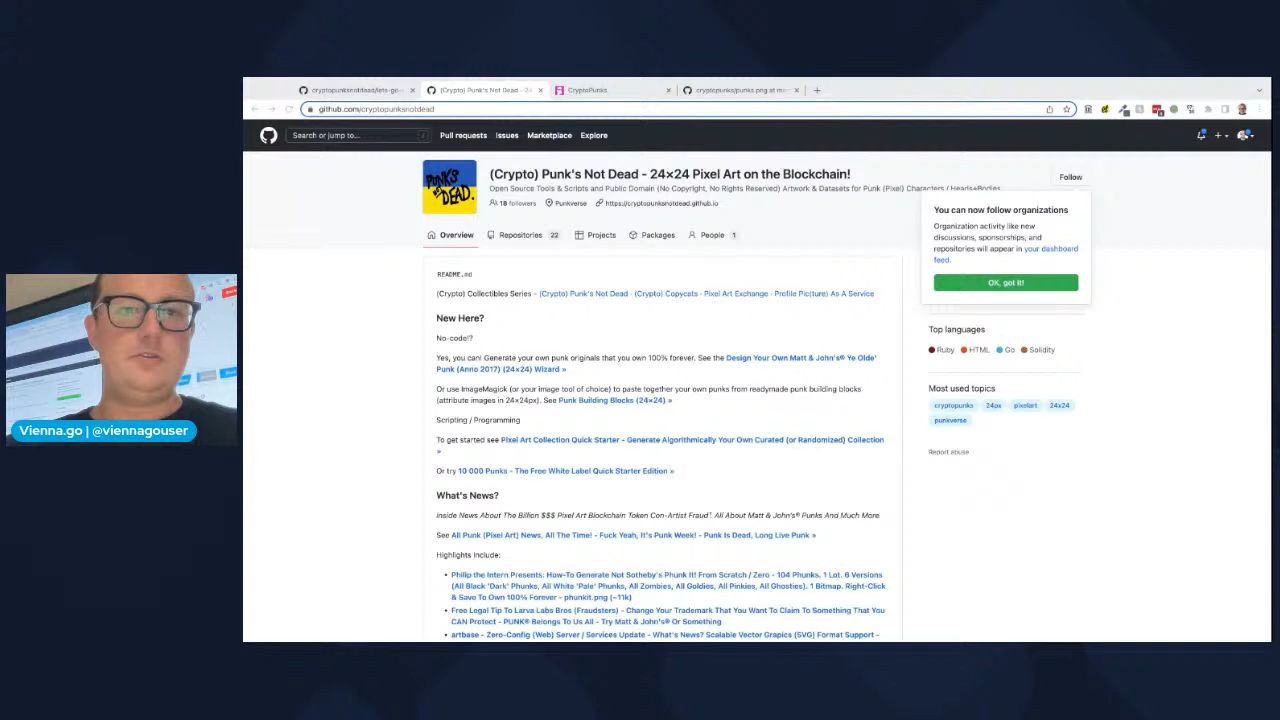 cryptopunksnotdead/lets-go
(Crypto) Punk's Not Dead - 24
CryptoPunks
cryptopunks/punks.png at ma
github.com/cryptopunksnotdead
Search or jump to...
Pull requests
Issues
Marketplace
Explore
PUNKS
DEAD.
(Crypto) Punk's Not Dead - 24×24 Pixel Art on the Blockchain!
Open Source Tools & Scripts and Public Domain (No Copyright, No Rights Reserved) Artwork & Datasets for Punk (Pixel) Characters / Heads+Bodies
18 followers
Punkverse
https://cryptopunksnotdead.github.io
Follow
You can now follow organizations
Organization activity like new
discussions, sponsorships, and
repositories will appear in your dashboard
feed.
OK, got it!
Overview
Repositories 22
Projects
Packages
People 1
README.md
(Crypto) Collectibles Series - (Crypto) Punk's Not Dead · (Crypto) Copycats · Pixel Art Exchange · Profile Pic(ture) As A Service
New Here?
No-code!?
Yes, you can! Generate your own punk originals that you own 100% forever. See the Design Your Own Matt & John's® Ye Olde'
Punk (Anno 2017) (24×24) Wizard »
Or use ImageMagick (or your image tool of choice) to paste together your own punks from readymade punk building blocks
(attribute images in 24×24px). See Punk Building Blocks (24×24) »
Scripting / Programming
To get started see Pixel Art Collection Quick Starter - Generate Algorithmically Your Own Curated (or Randomized) Collection
»
Or try 10 000 Punks - The Free White Label Quick Starter Edition »
What's News?
Inside News About The Billion $$$ Pixel Art Blockchain Token Con-Artist Fraud¹. All About Matt & John's® Punks And Much More.
See All Punk (Pixel Art) News, All The Time! - Fuck Yeah, It's Punk Week! - Punk Is Dead, Long Live Punk »
Highlights Include:
• Philip the Intern Presents: How-To Generate Not Sotheby's Phunk It! From Scratch / Zero - 104 Phunks, 1 Lot. 6 Versions
(All Black 'Dark' Phunks, All White 'Pale' Phunks, All Zombies, All Goldies, All Pinkies, All Ghosties). 1 Bitmap. Right-Click
& Save To Own 100% Forever - phunkit.png (~11k)
• Free Legal Tip To Larva Labs Bros (Fraudsters) - Change Your Trademark That You Want To Claim To Something That You
CAN Protect - PUNK® Belongs To Us All - Try Matt & John's® Or Something
• artbase - Zero-Config (Web) Server / Services Update - What's News? Scalable Vector Grapics (SVG) Format Support -
Top languages
Ruby HTML Go Solidity
Most used topics
cryptopunks 24px pixelart 24x24
punkverse
Report abuse
Vienna.go | @viennagouser